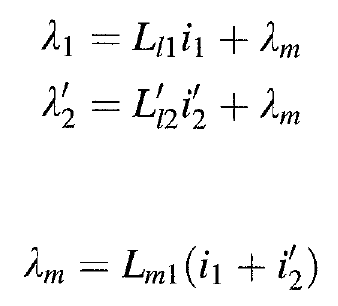 λ₁ = Lₗ₁i₁ + λₘ
λ′₂ = L′ₗ₂i′₂ + λₘ
λₘ = Lₘ₁(i₁ + i′₂)